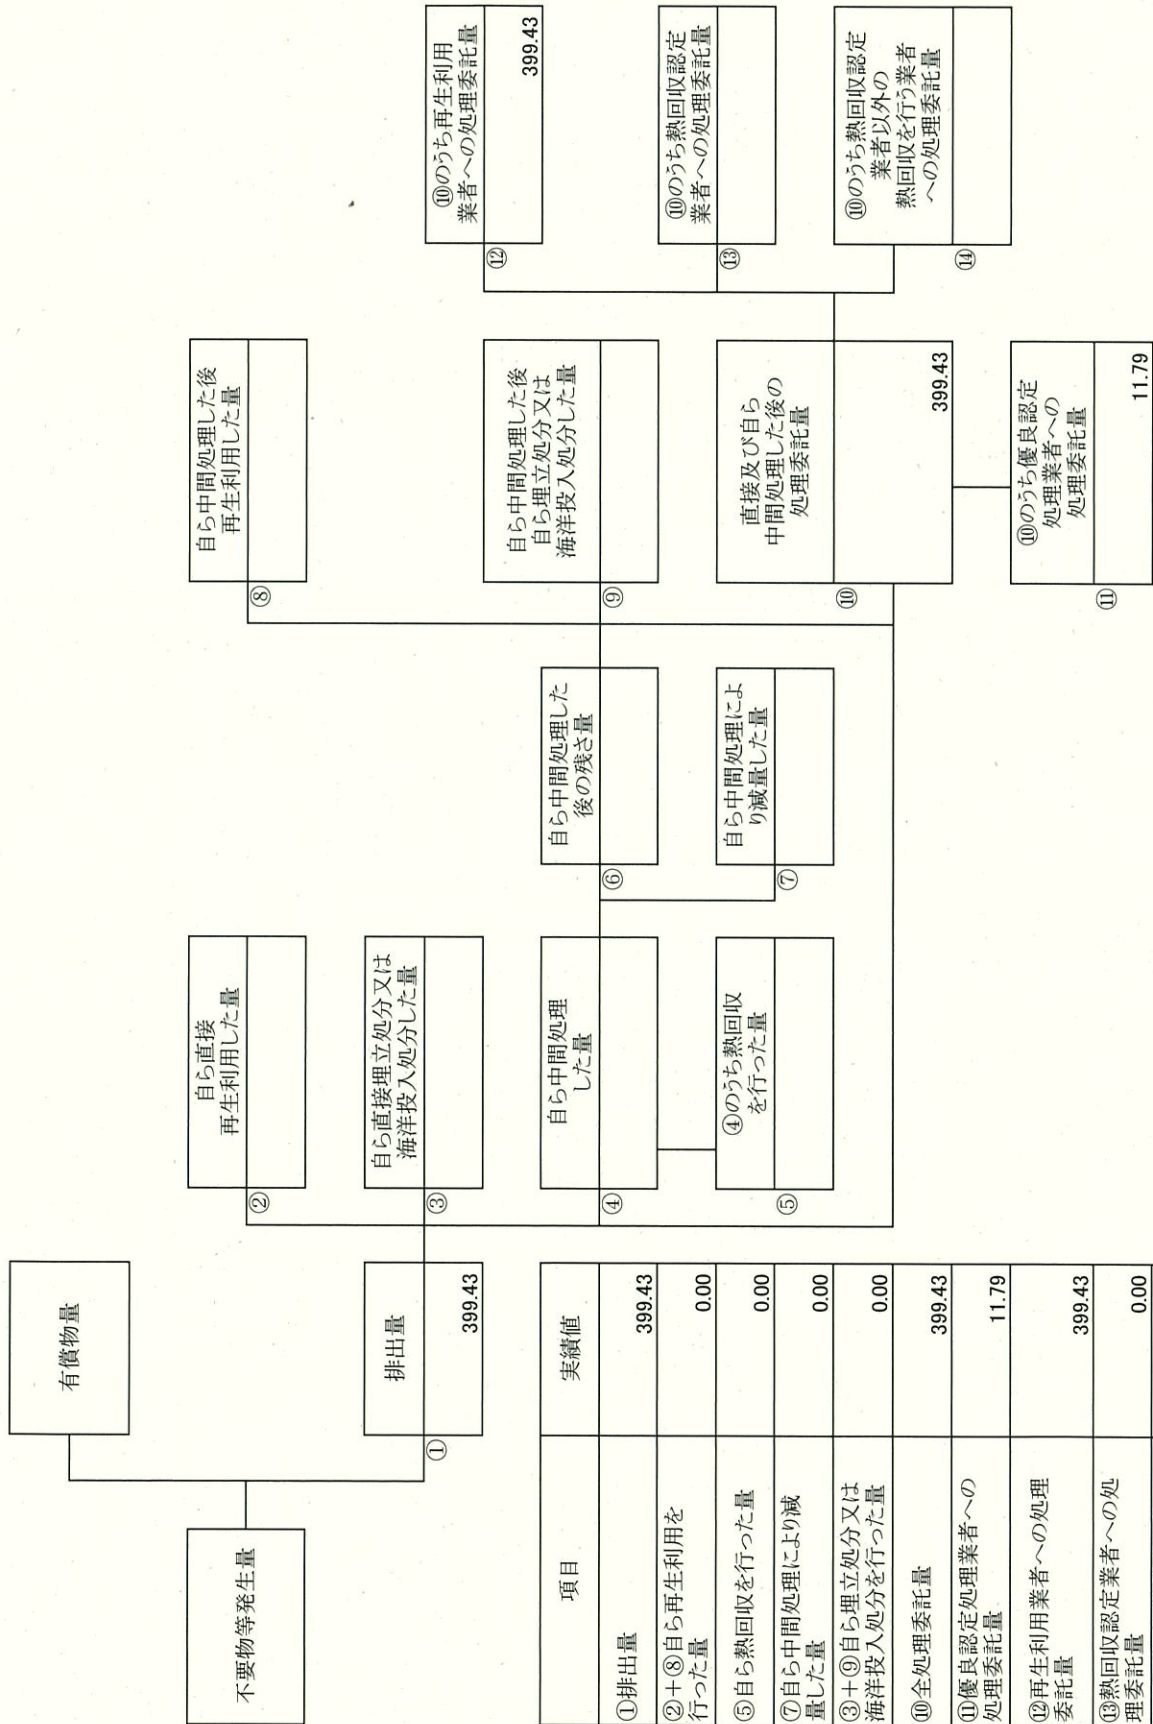 有償物量
不要物等発生量
排出量
①
399.43
自ら直接
再生利用した量
②
自ら直接埋立処分又は
海洋投入処分した量
③
自ら中間処理
した量
④
④のうち熱回収
を行った量
⑤
自ら中間処理した
後の残さ量
⑥
自ら中間処理によ
り減量した量
⑦
自ら中間処理した後
再生利用した量
⑧
自ら中間処理した後
自ら埋立処分又は
海洋投入処分した量
⑨
直接及び自ら
中間処理した後の
処理委託量
⑩
399.43
⑩のうち優良認定
処理業者への
処理委託量
⑪
11.79
⑩のうち再生利用
業者への処理委託量
⑫
399.43
⑩のうち熱回収認定
業者への処理委託量
⑬
⑩のうち熱回収認定
業者以外の
熱回収を行う業者
への処理委託量
⑭
項目
実績値
①排出量
399.43
②+⑧自ら再生利用を
行った量
0.00
⑤自ら熱回収を行った量
0.00
⑦自ら中間処理により減
量した量
0.00
③+⑨自ら埋立処分又は
海洋投入処分を行った量
0.00
⑩全処理委託量
399.43
⑪優良認定処理業者への
処理委託量
11.79
⑫再生利用業者への処理
委託量
399.43
⑬熱回収認定業者への処
理委託量
0.00